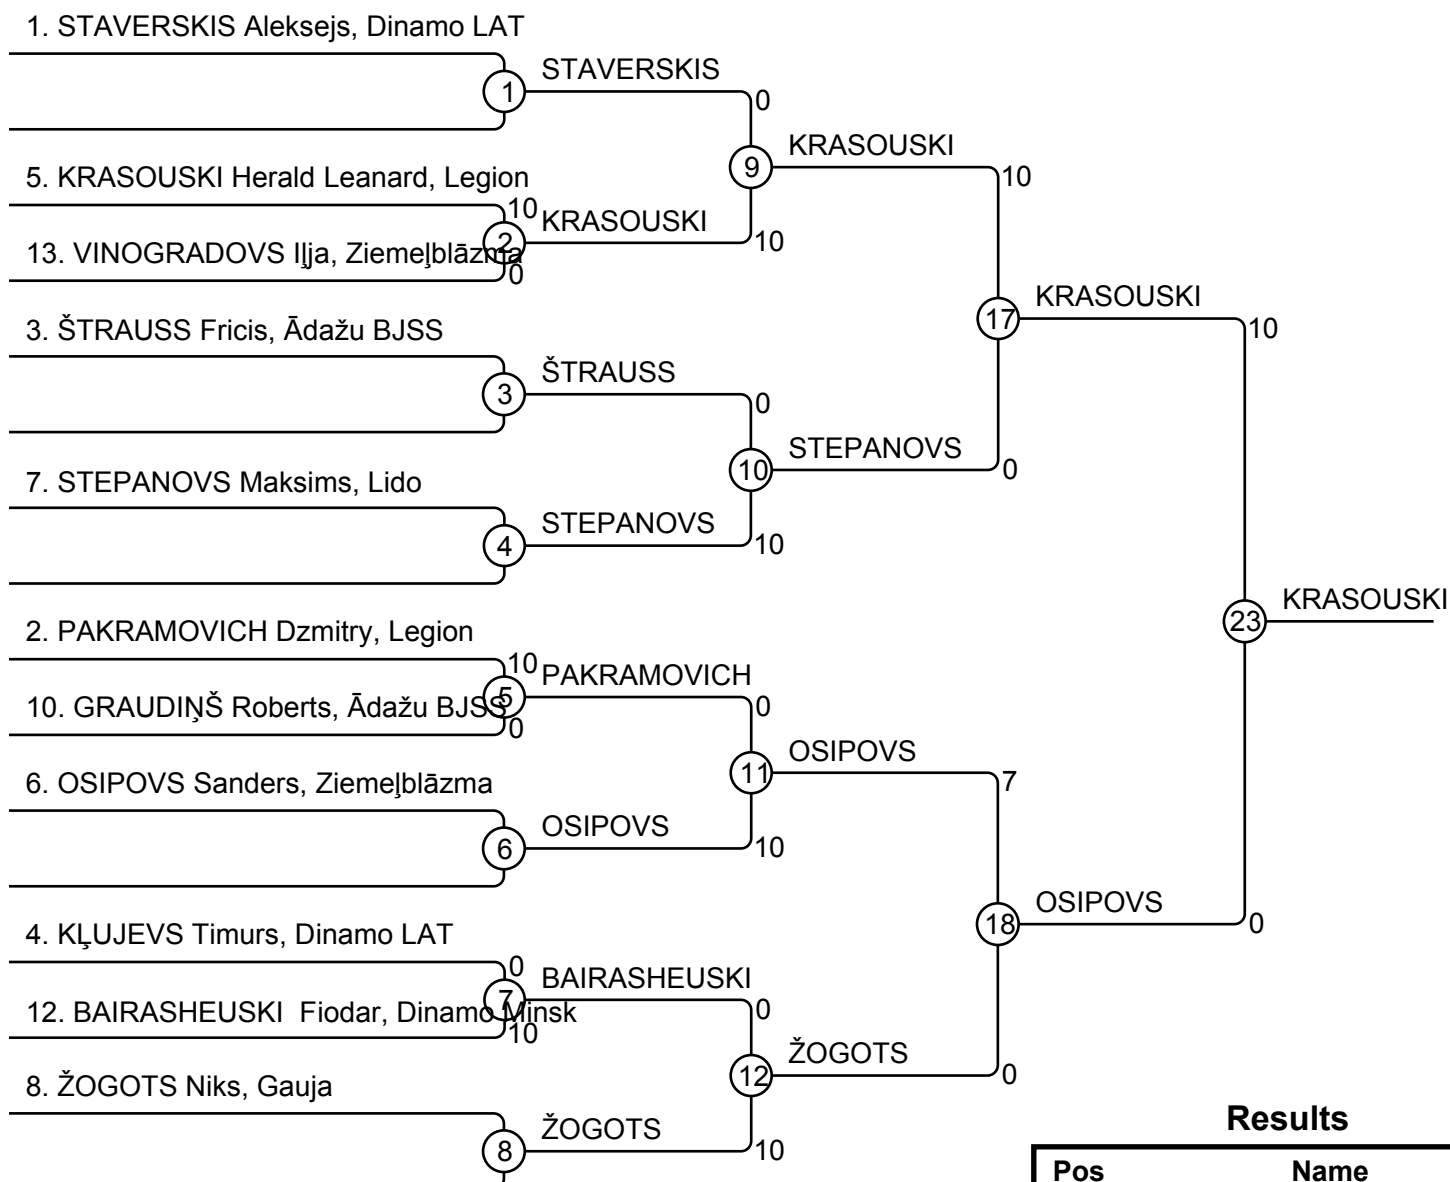 1. STAVERSKIS Aleksejs, Dinamo LAT
STAVERSKIS
1
0
KRASOUSKI
9
10
5. KRASOUSKI Herald Leanard, Legion
10
KRASOUSKI
2
10
13. VINOGRADOVS Iļja, Ziemeļblāzma
0
KRASOUSKI
17
10
3. ŠTRAUSS Fricis, Ādažu BJSS
ŠTRAUSS
3
0
STEPANOVS
10
0
7. STEPANOVS Maksims, Lido
STEPANOVS
4
10
KRASOUSKI
23
2. PAKRAMOVICH Dzmitry, Legion
10
PAKRAMOVICH
5
0
10. GRAUDIŅŠ Roberts, Ādažu BJSS
0
OSIPOVS
11
7
6. OSIPOVS Sanders, Ziemeļblāzma
OSIPOVS
6
10
OSIPOVS
18
0
4. KĻUJEVS Timurs, Dinamo LAT
0
BAIRASHEUSKI
7
0
12. BAIRASHEUSKI Fiodar, Dinamo Minsk
10
ŽOGOTS
12
0
8. ŽOGOTS Niks, Gauja
ŽOGOTS
8
10
Results
Pos Name